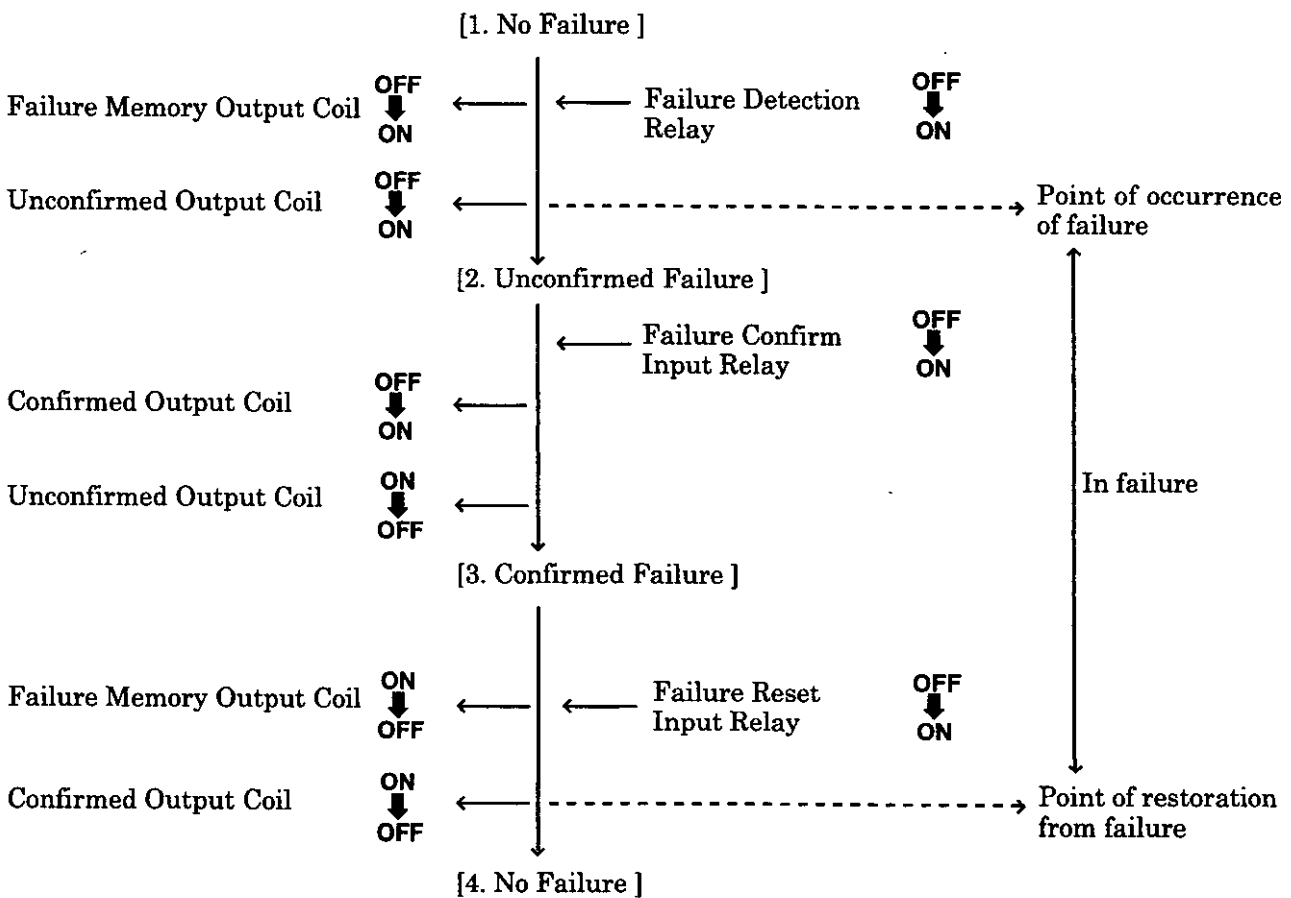 [1. No Failure ]
Failure Memory Output Coil
OFF
ON
Failure Detection
Relay
OFF
ON
Unconfirmed Output Coil
OFF
ON
Point of occurrence
of failure
[2. Unconfirmed Failure ]
Failure Confirm
Input Relay
OFF
ON
Confirmed Output Coil
OFF
ON
Unconfirmed Output Coil
ON
OFF
In failure
[3. Confirmed Failure ]
Failure Memory Output Coil
ON
OFF
Failure Reset
Input Relay
OFF
ON
Confirmed Output Coil
ON
OFF
Point of restoration
from failure
[4. No Failure ]